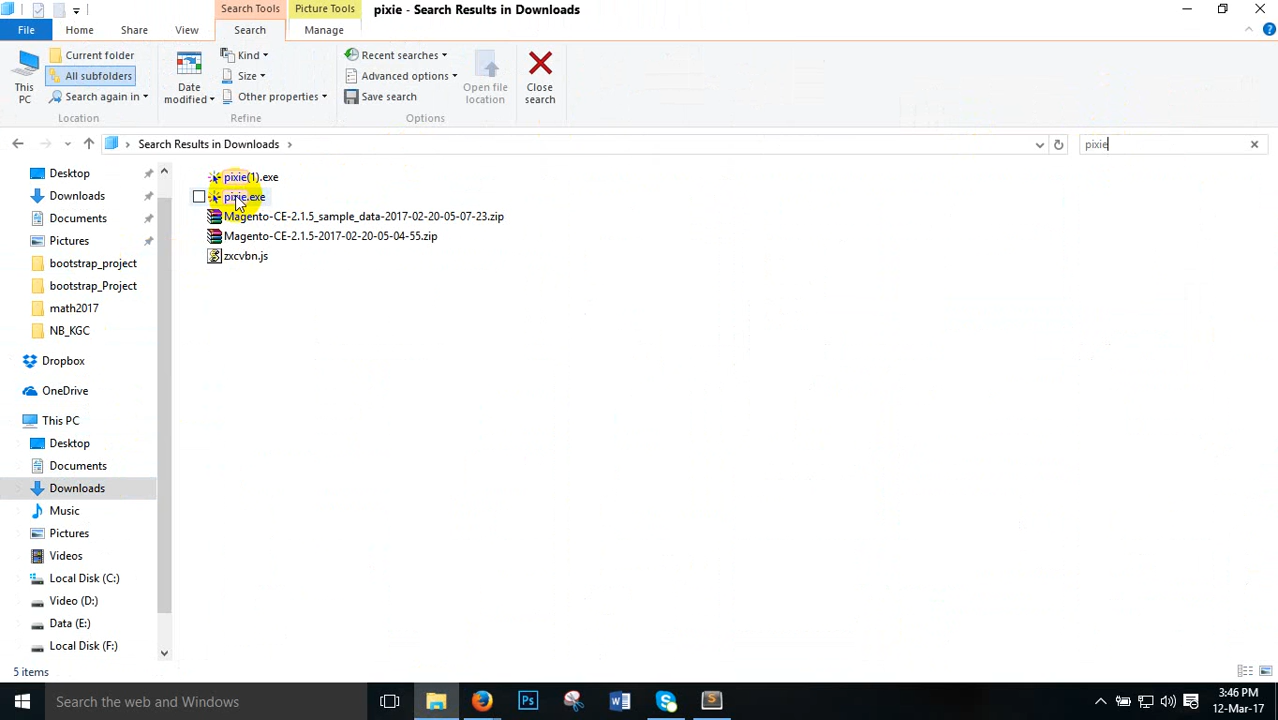 Search Tools
Picture Tools
pixie - Search Results in Downloads
File
Home
Share
View
Search
Manage
This PC
Current folder
All subfolders
Search again in
Location
Date modified
Kind
Size
Other properties
Refine
Recent searches
Advanced options
Save search
Open file location
Options
Close search
Search Results in Downloads
pixie
Desktop
Downloads
Documents
Pictures
bootstrap_project
bootstrap_Project
math2017
NB_KGC
Dropbox
OneDrive
This PC
Desktop
Documents
Downloads
Music
Pictures
Videos
Local Disk (C:)
Video (D:)
Data (E:)
Local Disk (F:)
pixie(1).exe
pixie.exe
Magento-CE-2.1.5_sample_data-2017-02-20-05-07-23.zip
Magento-CE-2.1.5-2017-02-20-05-04-55.zip
zxcvbn.js
5 items
Search the web and Windows
3:46 PM
12-Mar-17